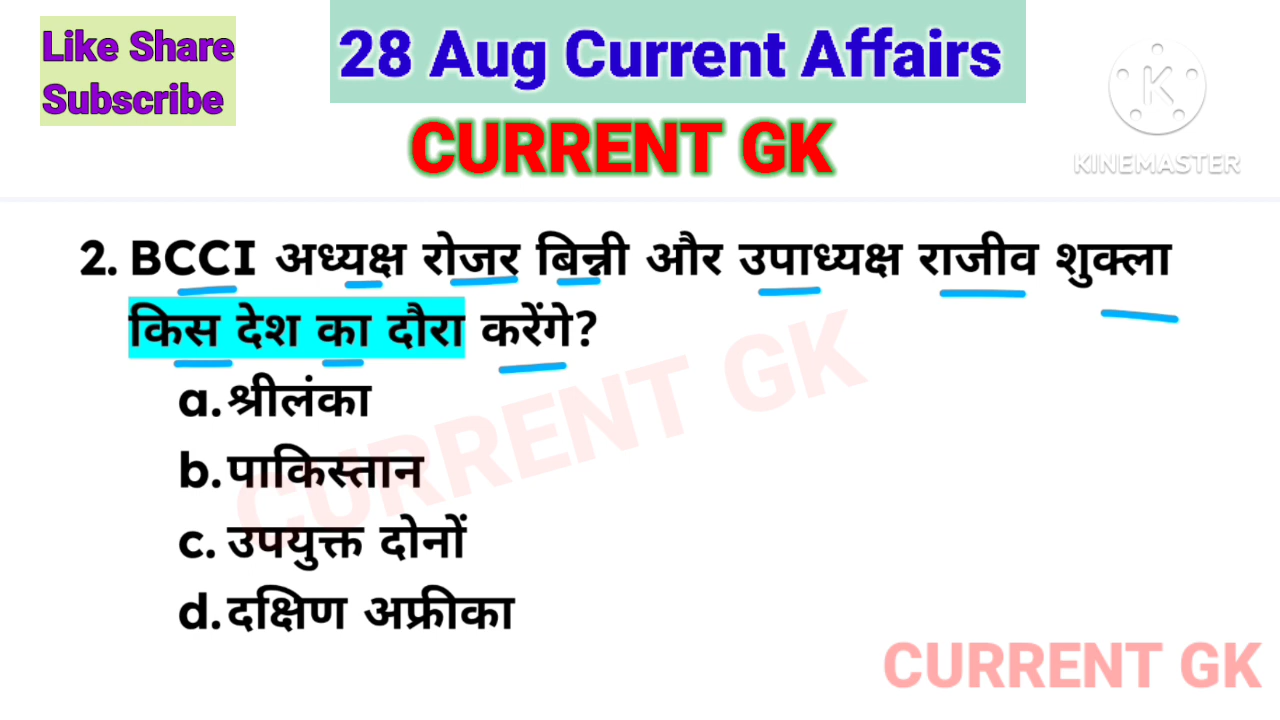 Like Share
Subscribe
28 Aug Current Affairs
CURRENT GK
KINEMASTER
2. BCCI अध्यक्ष रोजर बिन्नी और उपाध्यक्ष राजीव शुक्ला
किस देश का दौरा करेंगे?
a. श्रीलंका
b. पाकिस्तान
c. उपयुक्त दोनों
d. दक्षिण अफ्रीका
CURRENT GK
CURRENT GK